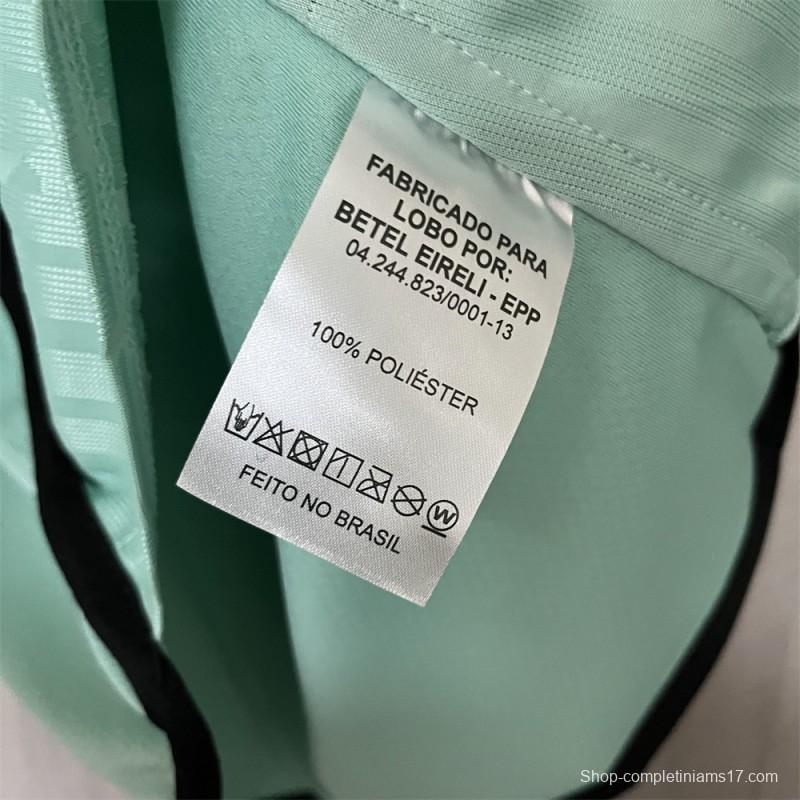 FABRICADO PARA
LOBO POR:
BETEL EIRELI - EPP
04.244.823/0001-13
100% POLIÉSTER
W
FEITO NO BRASIL
Shop-completiniams17.com